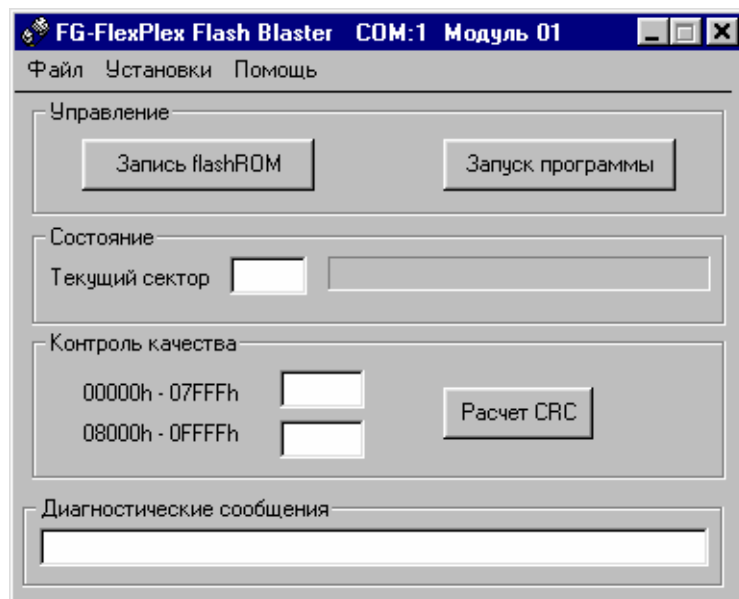 FG-FlexPlex Flash Blaster COM:1 Модуль 01
Файл Установки Помощь
Управление
Запись flashROM Запуск программы
Состояние
Текущий сектор
Контроль качества
00000h - 07FFFh
08000h - 0FFFFh
Расчет CRC
Диагностические сообщения